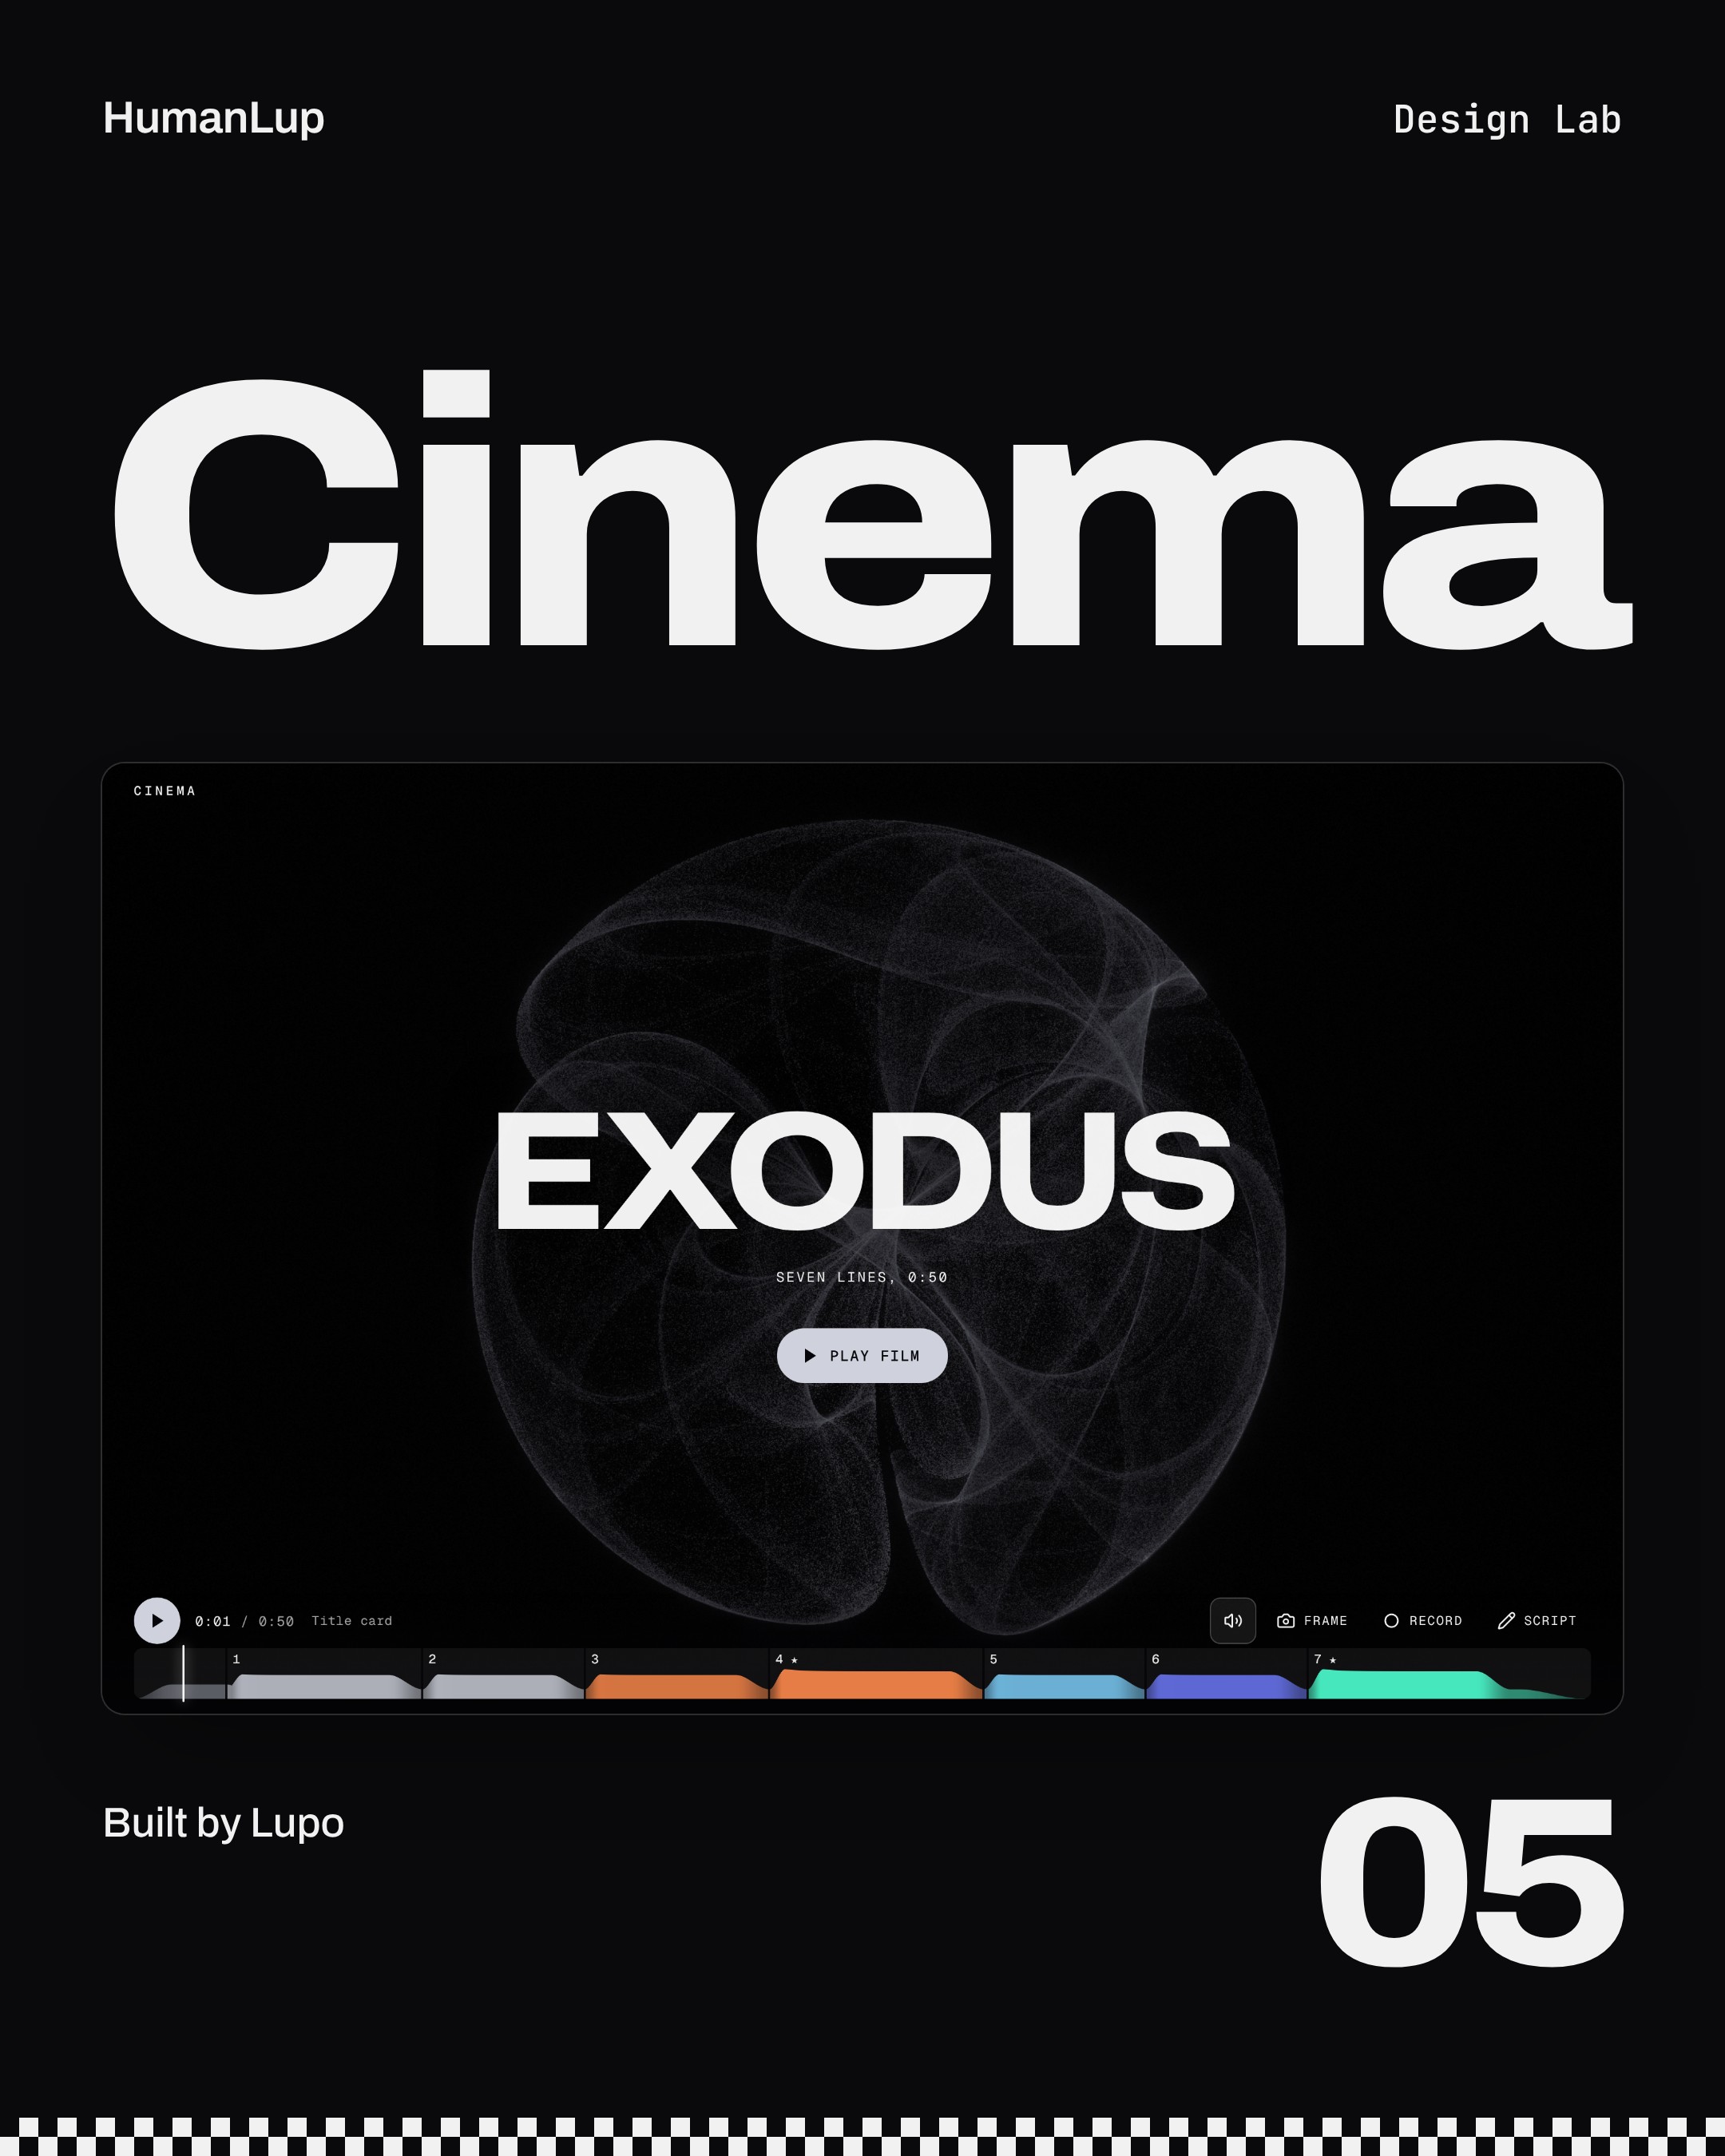 HumanLup
Design Lab
Cinema
CINEMA
EXODUS
SEVEN LINES, 0:50
PLAY FILM
0:01 / 0:50 Title card
FRAME
RECORD
SCRIPT
1
2
3
4 ★
5
6
7 ★
Built by Lupo
05